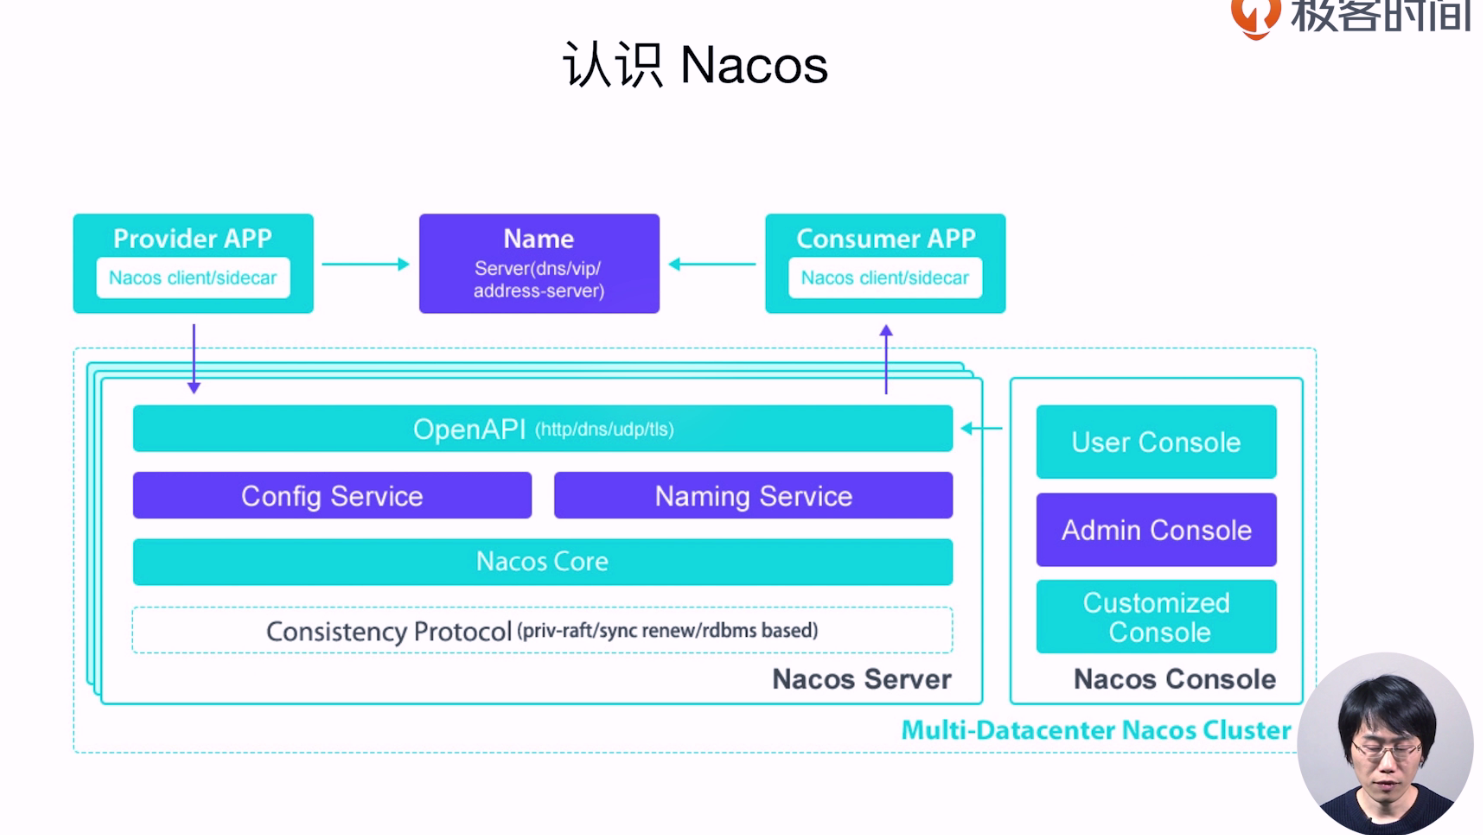 极客时间
认识 Nacos
Provider APP
Nacos client/sidecar
Name
Server(dns/vip/
address-server)
Consumer APP
Nacos client/sidecar
OpenAPI (http/dns/udp/tls)
Config Service
Naming Service
Nacos Core
Consistency Protocol (priv-raft/sync renew/rdbms based)
Nacos Server
User Console
Admin Console
Customized
Console
Nacos Console
Multi-Datacenter Nacos Cluster